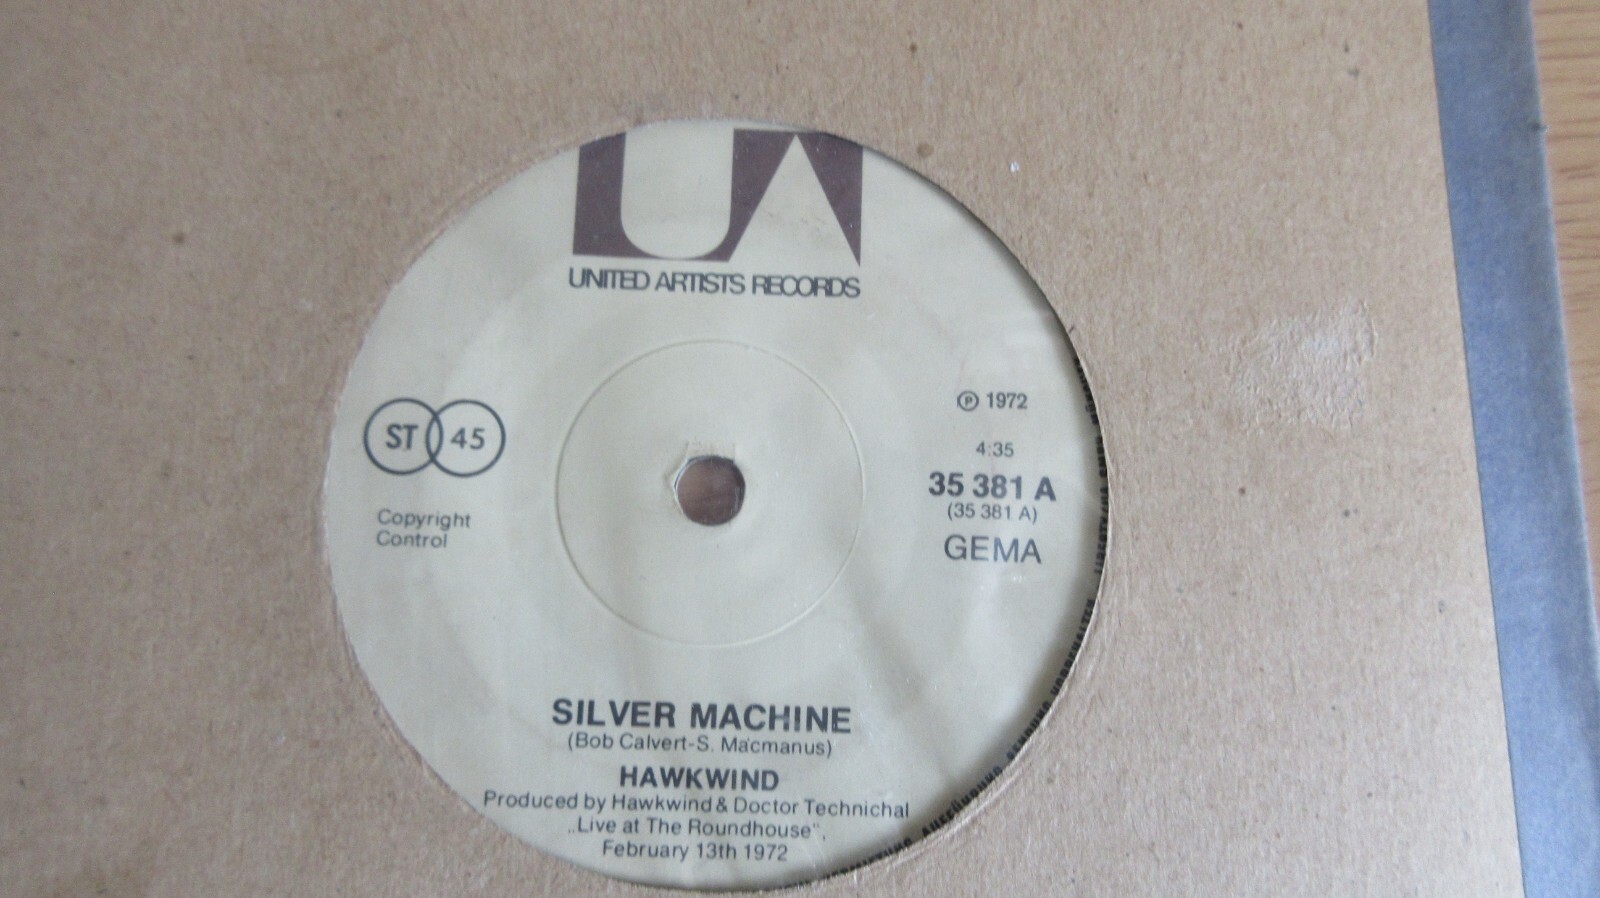 UA
UNITED ARTISTS RECORDS
ST 45
Copyright
Control
℗ 1972
4:35
35 381 A
(35 381 A)
GEMA
SILVER MACHINE
(Bob Calvert-S. Macmanus)
HAWKWIND
Produced by Hawkwind & Doctor Technichal
„Live at The Roundhouse“,
February 13th 1972